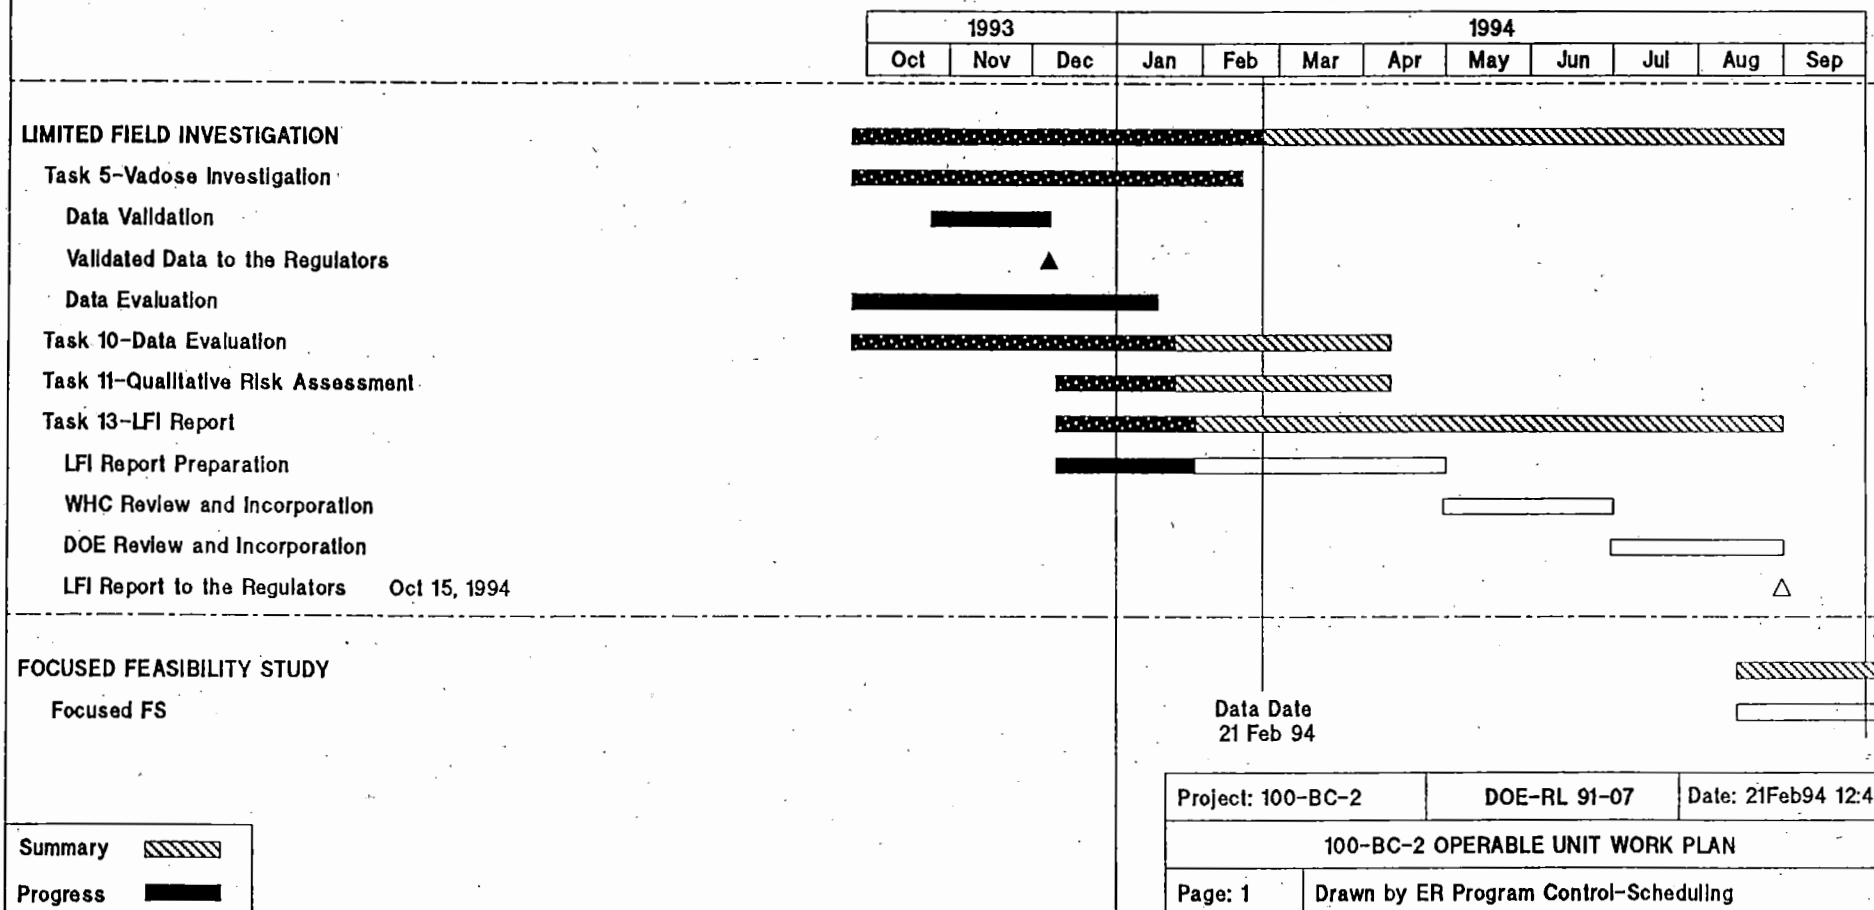 1993 1994
Oct Nov Dec Jan Feb Mar Apr May Jun Jul Aug Sep
LIMITED FIELD INVESTIGATION
Task 5-Vadose Investigation
Data Validation
Validated Data to the Regulators
Data Evaluation
Task 10-Data Evaluation
Task 11-Qualitative Risk Assessment
Task 13-LFI Report
LFI Report Preparation
WHC Review and Incorporation
DOE Review and Incorporation
LFI Report to the Regulators Oct 15, 1994
FOCUSED FEASIBILITY STUDY
Focused FS
Data Date
21 Feb 94
Project: 100-BC-2 DOE-RL 91-07 Date: 21Feb94 12:4
100-BC-2 OPERABLE UNIT WORK PLAN
Page: 1 Drawn by ER Program Control-Scheduling
Summary
Progress